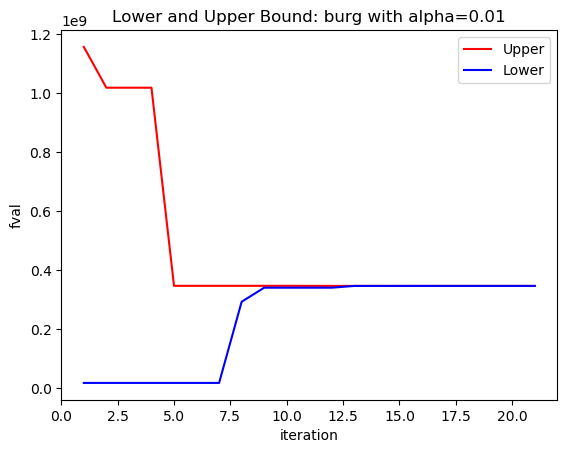 Lower and Upper Bound: burg with alpha=0.01
1e9
1.2
1.0
0.8
0.6
0.4
0.2
0.0
fval
Upper
Lower
0.0 2.5 5.0 7.5 10.0 12.5 15.0 17.5 20.0
iteration